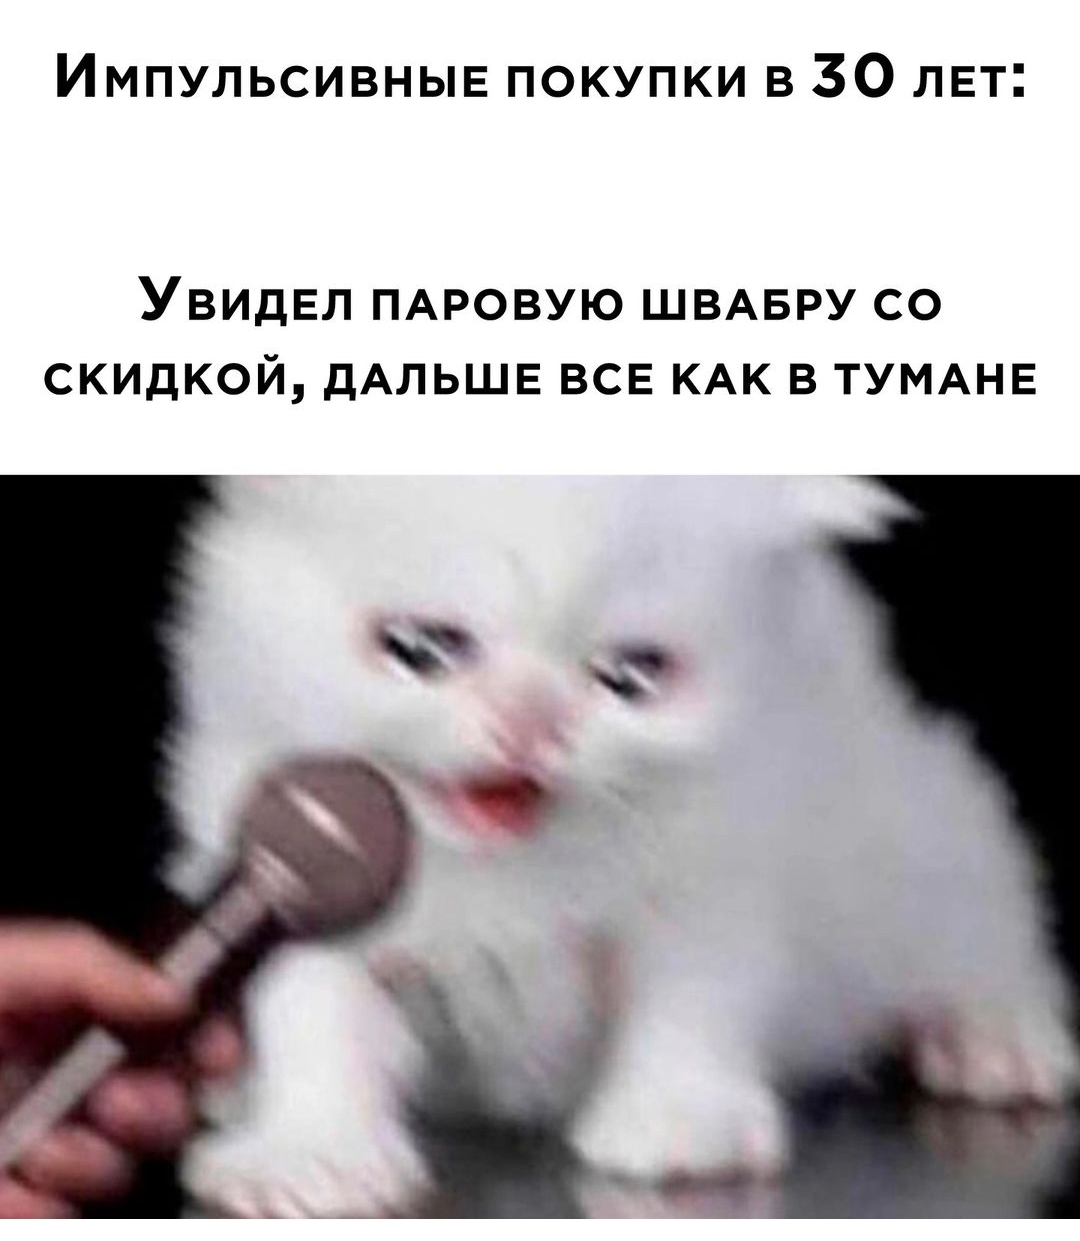 Импульсивные покупки в 30 лет:
Увидел паровую швабру со
скидкой, дальше все как в тумане